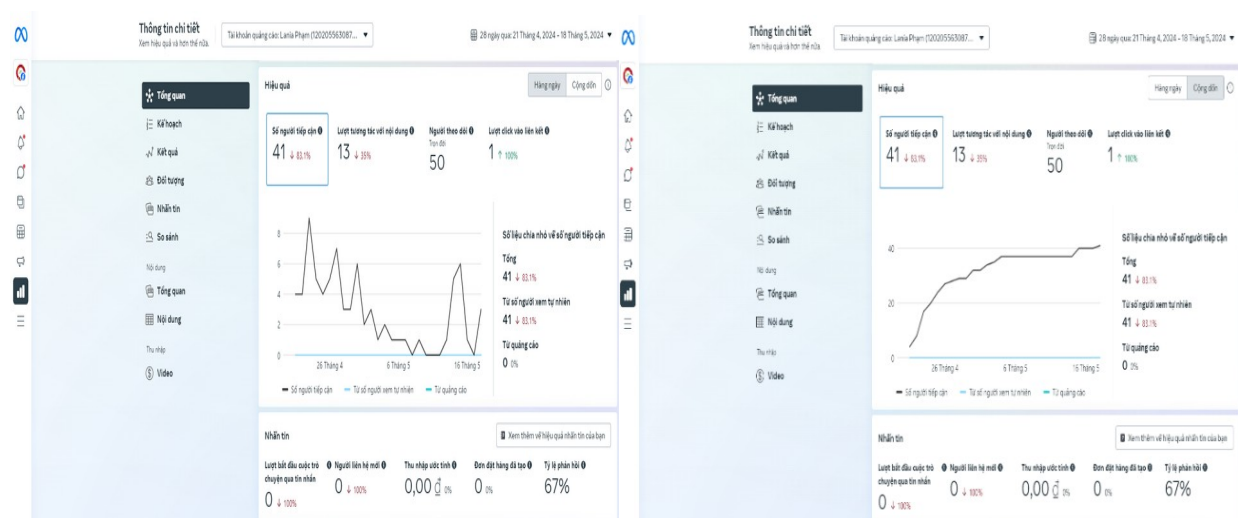 Thông tin chi tiết
Xem hiệu quả và hơn thế nữa.
Tài khoản quảng cáo: Lania Phạm (120205563087...
28 ngày qua: 21 Tháng 4, 2024 – 18 Tháng 5, 2024
Tổng quan
Kế hoạch
Kết quả
Đối tượng
Nhắn tin
So sánh
Nội dung
Tổng quan
Nội dung
Thu nhập
Video
Hiệu quả
Hàng ngày Cộng dồn
Số người tiếp cận Lượt tương tác với nội dung Người theo dõi Lượt click vào liên kết
Trọn đời
41 ↓ 83.1% 13 ↓ 35% 50 1 ↑ 100%
8
6
4
2
0
26 Tháng 4 6 Tháng 5 16 Tháng 5
Số người tiếp cận Từ số người xem tự nhiên Từ quảng cáo
Số liệu chia nhỏ về số người tiếp cận
Tổng
41 ↓ 83.1%
Từ số người xem tự nhiên
41 ↓ 83.1%
Từ quảng cáo
0 0%
Nhắn tin
Xem thêm về hiệu quả nhắn tin của bạn
Lượt bắt đầu cuộc trò Người liên hệ mới Thu nhập ước tính Đơn đặt hàng đã tạo Tỷ lệ phản hồi
chuyện qua tin nhắn
0 ↓ 100% 0 ↓ 100% 0,00 ₫ 0% 0 0% 67%
Thông tin chi tiết
Xem hiệu quả và hơn thế nữa.
Tài khoản quảng cáo: Lania Phạm (120205563087...
28 ngày qua: 21 Tháng 4, 2024 – 18 Tháng 5, 2024
Tổng quan
Kế hoạch
Kết quả
Đối tượng
Nhắn tin
So sánh
Nội dung
Tổng quan
Nội dung
Thu nhập
Video
Hiệu quả
Hàng ngày Cộng dồn
Số người tiếp cận Lượt tương tác với nội dung Người theo dõi Lượt click vào liên kết
Trọn đời
41 ↓ 83.1% 13 ↓ 35% 50 1 ↑ 100%
40
20
0
26 Tháng 4 6 Tháng 5 16 Tháng 5
Số người tiếp cận Từ số người xem tự nhiên Từ quảng cáo
Số liệu chia nhỏ về số người tiếp cận
Tổng
41 ↓ 83.1%
Từ số người xem tự nhiên
41 ↓ 83.1%
Từ quảng cáo
0 0%
Nhắn tin
Xem thêm về hiệu quả nhắn tin của bạn
Lượt bắt đầu cuộc trò Người liên hệ mới Thu nhập ước tính Đơn đặt hàng đã tạo Tỷ lệ phản hồi
chuyện qua tin nhắn
0 ↓ 100% 0 ↓ 100% 0,00 ₫ 0% 0 0% 67%